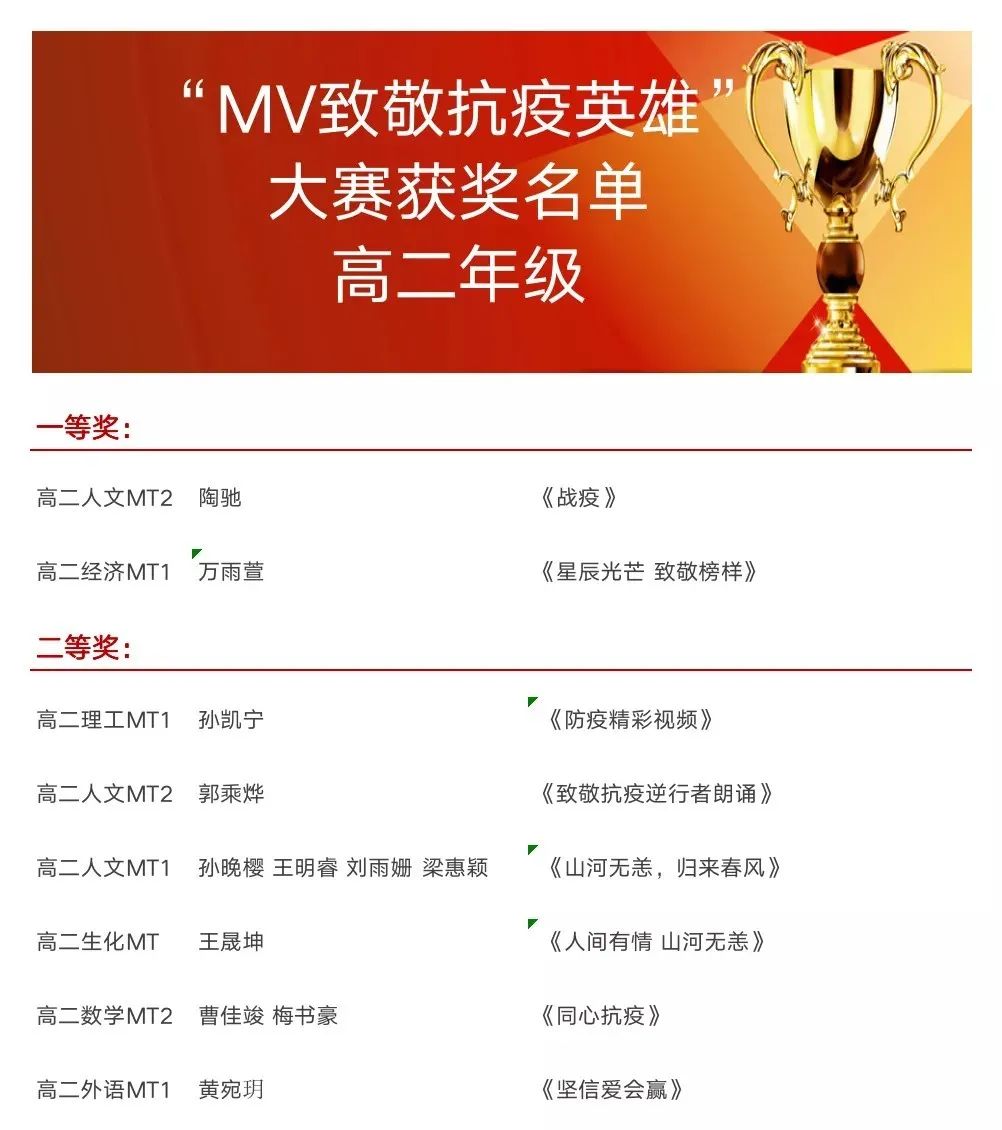 “MV致敬抗疫英雄”
大赛获奖名单
高二年级
一等奖：
高二人文MT2 陶驰 《战疫》
高二经济MT1 万雨萱 《星辰光芒 致敬榜样》
二等奖：
高二理工MT1 孙凯宁 《防疫精彩视频》
高二人文MT2 郭乘烨 《致敬抗疫逆行者朗诵》
高二人文MT1 孙晚樱 王明睿 刘雨姗 梁惠颖 《山河无恙，归来春风》
高二生化MT 王晟坤 《人间有情 山河无恙》
高二数学MT2 曹佳竣 梅书豪 《同心抗疫》
高二外语MT1 黄宛玥 《坚信爱会赢》